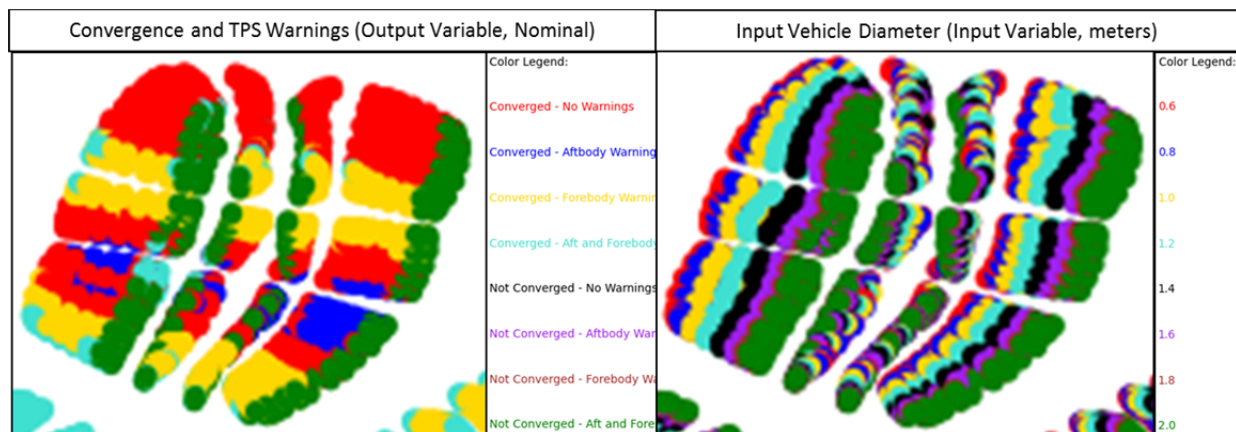 Convergence and TPS Warnings (Output Variable, Nominal)
Input Vehicle Diameter (Input Variable, meters)
Color Legend:
Converged - No Warnings
Converged - Aftbody Warning
Converged - Forebody Warnin
Converged - Aft and Forebody
Not Converged - No Warnings
Not Converged - Aftbody War
Not Converged - Forebody Wa
Not Converged - Aft and Fore
Color Legend:
0.6
0.8
1.0
1.2
1.4
1.6
1.8
2.0